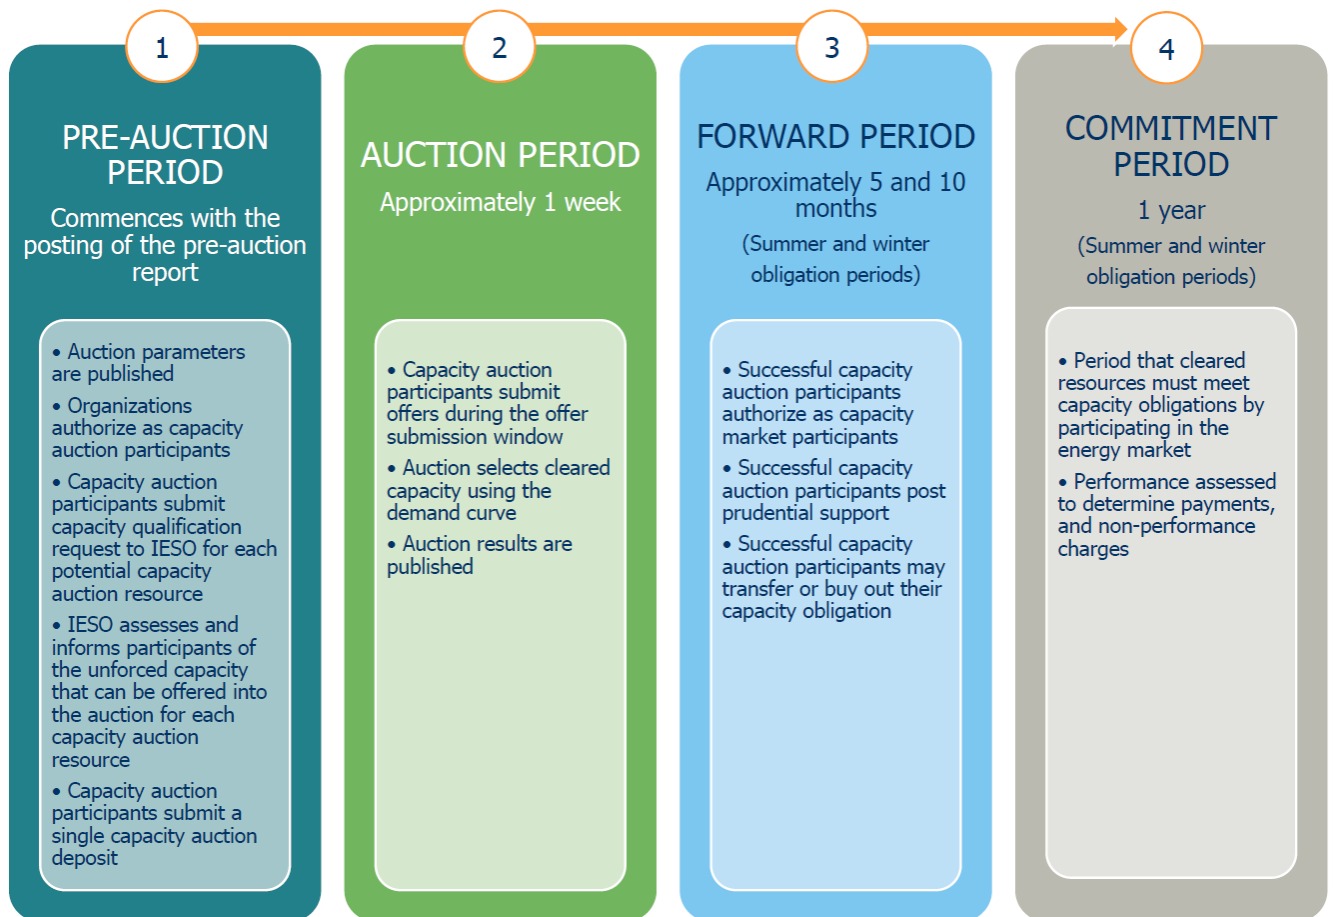 1
PRE-AUCTION
PERIOD
Commences with the
posting of the pre-auction
report
• Auction parameters
are published
• Organizations
authorize as capacity
auction participants
• Capacity auction
participants submit
capacity qualification
request to IESO for each
potential capacity
auction resource
• IESO assesses and
informs participants of
the unforced capacity
that can be offered into
the auction for each
capacity auction
resource
• Capacity auction
participants submit a
single capacity auction
deposit
2
AUCTION PERIOD
Approximately 1 week
• Capacity auction
participants submit
offers during the offer
submission window
• Auction selects cleared
capacity using the
demand curve
• Auction results are
published
3
FORWARD PERIOD
Approximately 5 and 10
months
(Summer and winter
obligation periods)
• Successful capacity
auction participants
authorize as capacity
market participants
• Successful capacity
auction participants post
prudential support
• Successful capacity
auction participants may
transfer or buy out their
capacity obligation
4
COMMITMENT
PERIOD
1 year
(Summer and winter
obligation periods)
• Period that cleared
resources must meet
capacity obligations by
participating in the
energy market
• Performance assessed
to determine payments,
and non-performance
charges